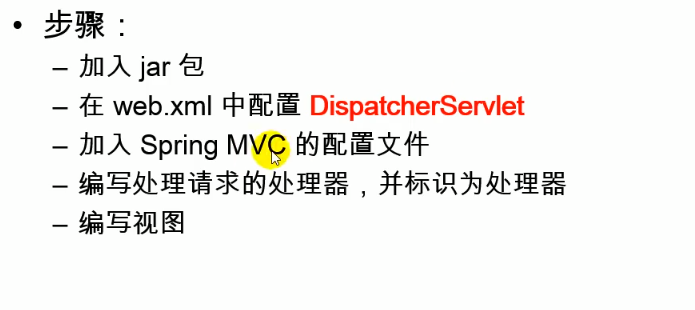 • 步骤：
– 加入 jar 包
– 在 web.xml 中配置 DispatcherServlet
– 加入 Spring MVC 的配置文件
– 编写处理请求的处理器，并标识为处理器
– 编写视图